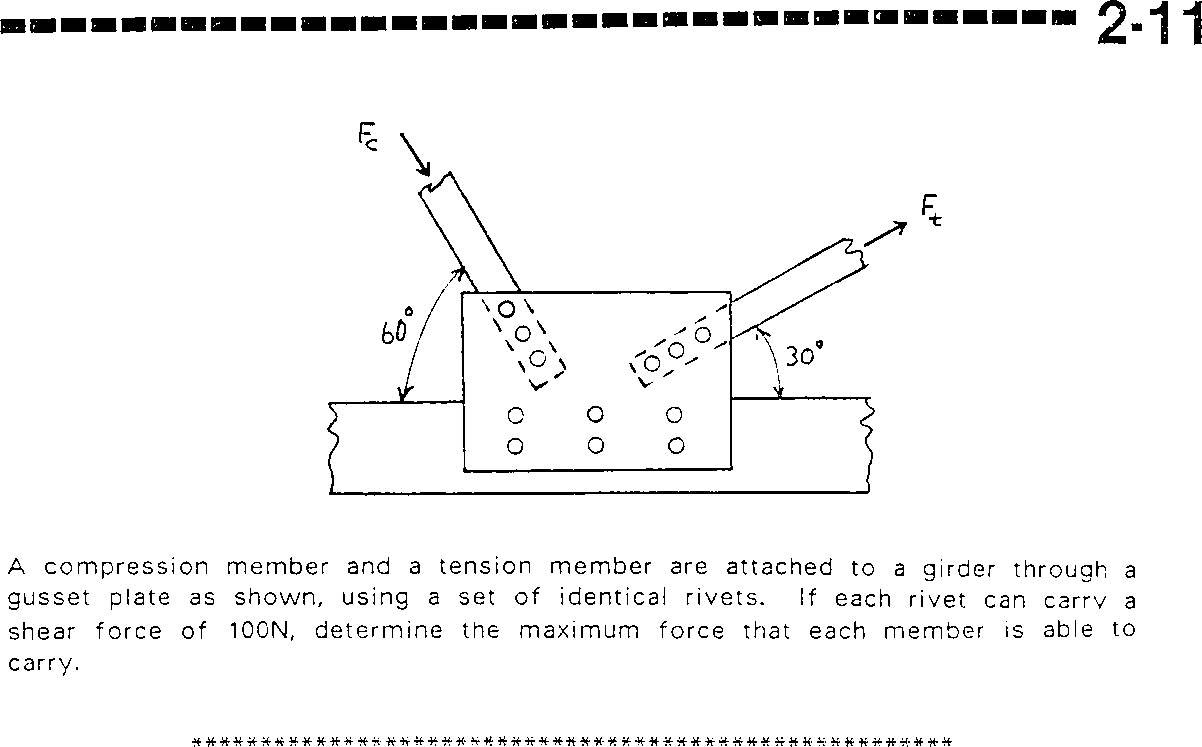 2-11
Fc
Ft
60°
30°
A compression member and a tension member are attached to a girder through a
gusset plate as shown, using a set of identical rivets. If each rivet can carry a
shear force of 100N, determine the maximum force that each member is able to
carry.
*******************************************************